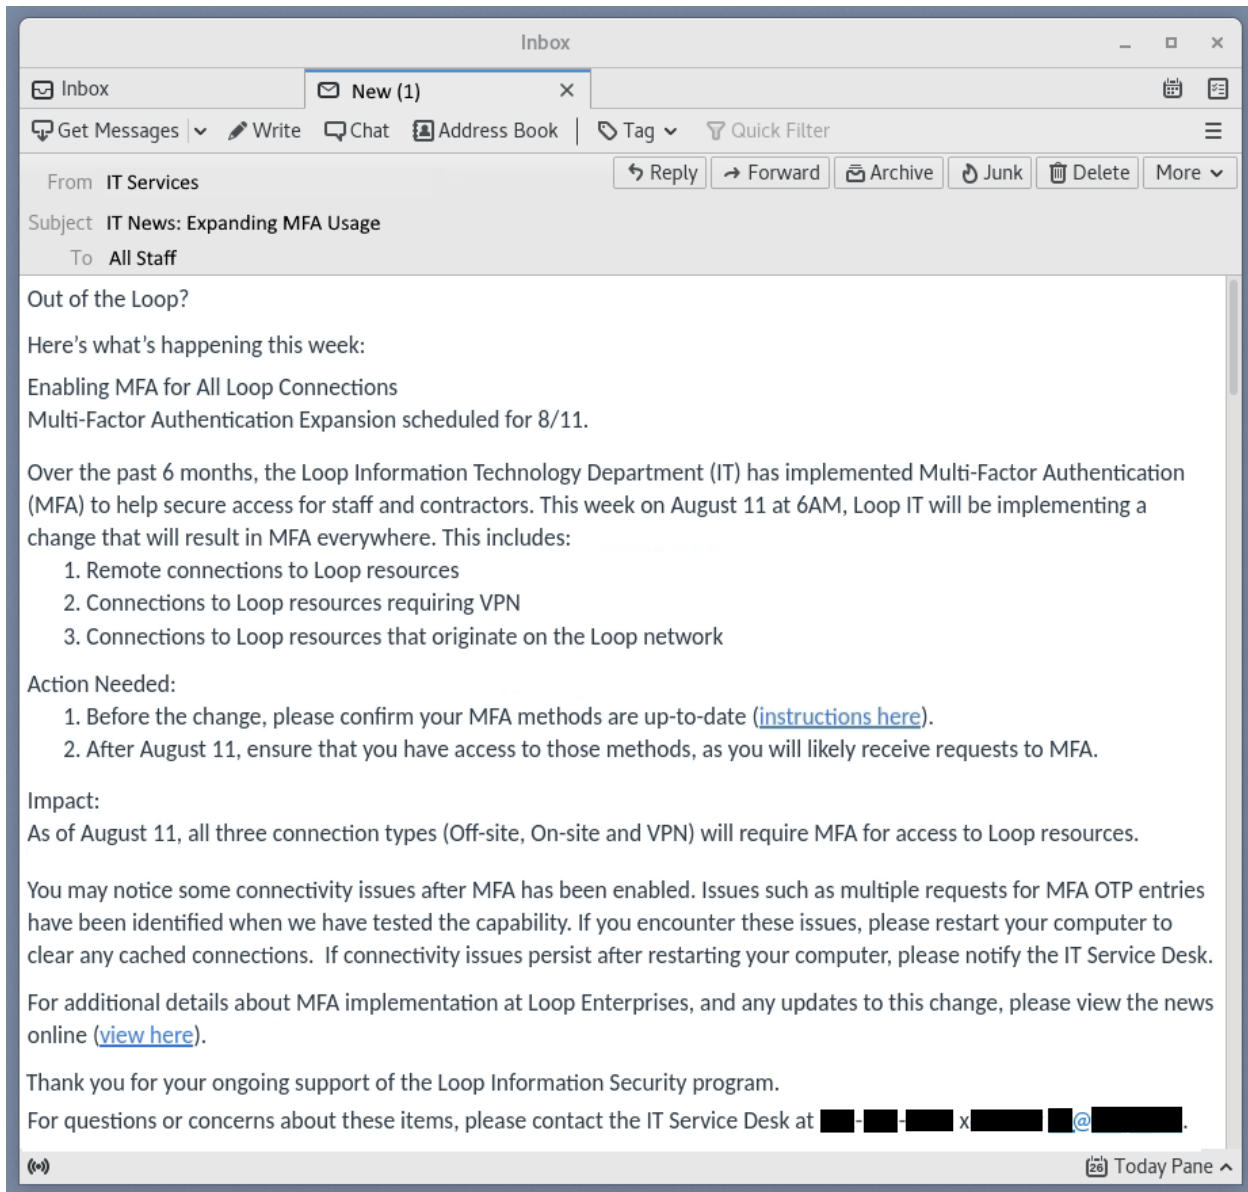 Inbox
Inbox
New (1)
Get Messages
Write
Chat
Address Book
Tag
Quick Filter
From IT Services
Reply
Forward
Archive
Junk
Delete
More
Subject IT News: Expanding MFA Usage
To All Staff
Out of the Loop?
Here’s what’s happening this week:
Enabling MFA for All Loop Connections
Multi-Factor Authentication Expansion scheduled for 8/11.
Over the past 6 months, the Loop Information Technology Department (IT) has implemented Multi-Factor Authentication
(MFA) to help secure access for staff and contractors. This week on August 11 at 6AM, Loop IT will be implementing a
change that will result in MFA everywhere. This includes:
1. Remote connections to Loop resources
2. Connections to Loop resources requiring VPN
3. Connections to Loop resources that originate on the Loop network
Action Needed:
1. Before the change, please confirm your MFA methods are up-to-date (instructions here).
2. After August 11, ensure that you have access to those methods, as you will likely receive requests to MFA.
Impact:
As of August 11, all three connection types (Off-site, On-site and VPN) will require MFA for access to Loop resources.
You may notice some connectivity issues after MFA has been enabled. Issues such as multiple requests for MFA OTP entries
have been identified when we have tested the capability. If you encounter these issues, please restart your computer to
clear any cached connections.  If connectivity issues persist after restarting your computer, please notify the IT Service Desk.
For additional details about MFA implementation at Loop Enterprises, and any updates to this change, please view the news
online (view here).
Thank you for your ongoing support of the Loop Information Security program.
For questions or concerns about these items, please contact the IT Service Desk at - - x @ .
26 Today Pane